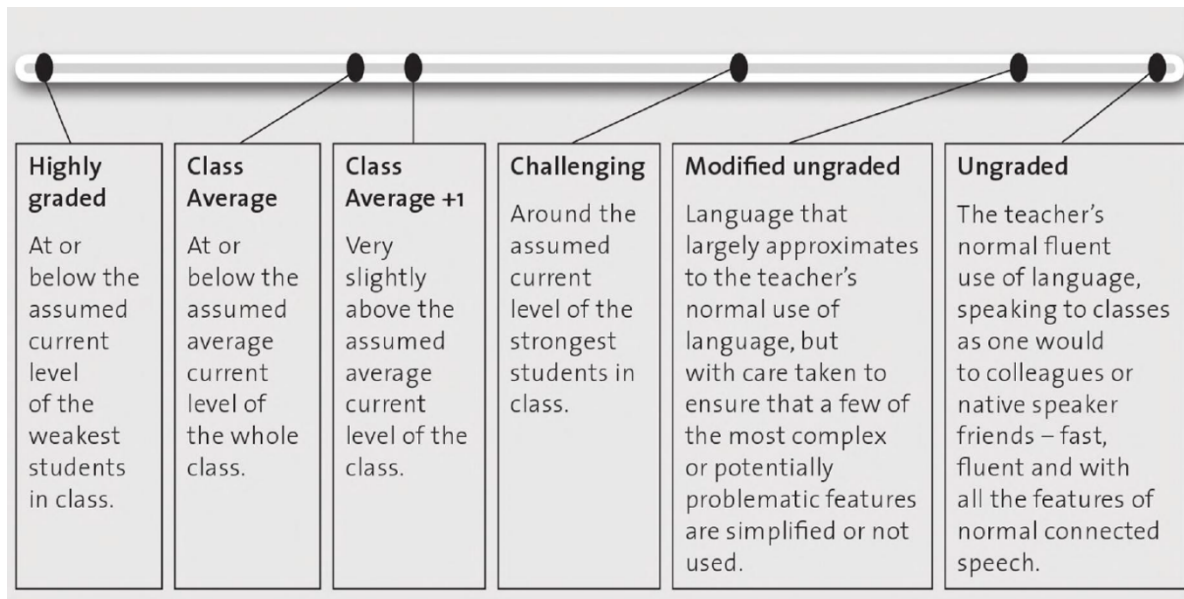 Highly
graded
At or
below the
assumed
current
level
of the
weakest
students
in class.
Class
Average
At or
below the
assumed
average
current
level of
the whole
class.
Class
Average +1
Very
slightly
above the
assumed
average
current
level of the
class.
Challenging
Around the
assumed
current
level of the
strongest
students in
class.
Modified ungraded
Language that
largely approximates
to the teacher’s
normal use of
language, but
with care taken to
ensure that a few of
the most complex
or potentially
problematic features
are simplified or not
used.
Ungraded
The teacher’s
normal fluent
use of language,
speaking to classes
as one would
to colleagues or
native speaker
friends – fast,
fluent and with
all the features of
normal connected
speech.